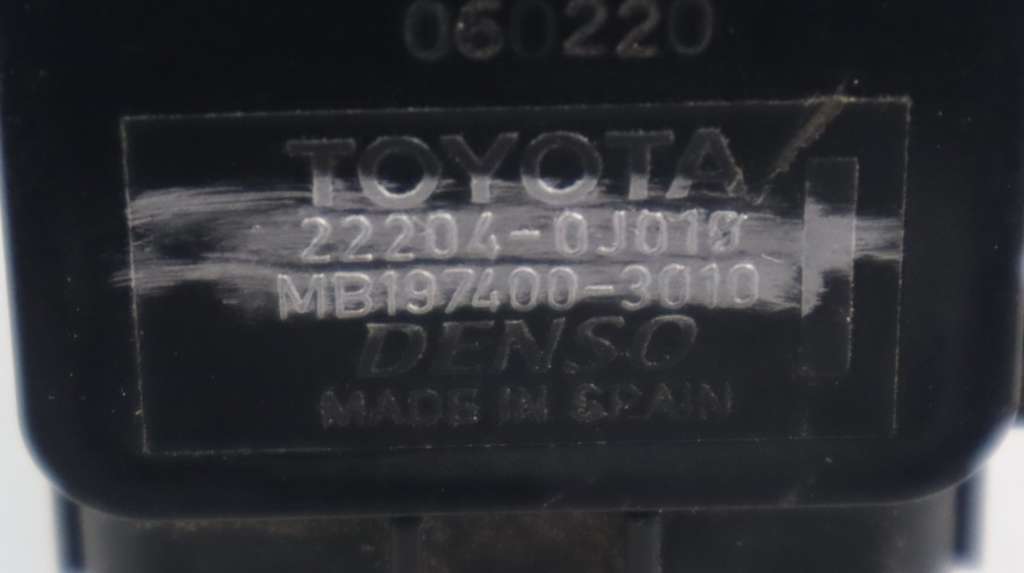 060220
TOYOTA
22204-0J010
MB197400-3010
DENSO
MADE IN SPAIN